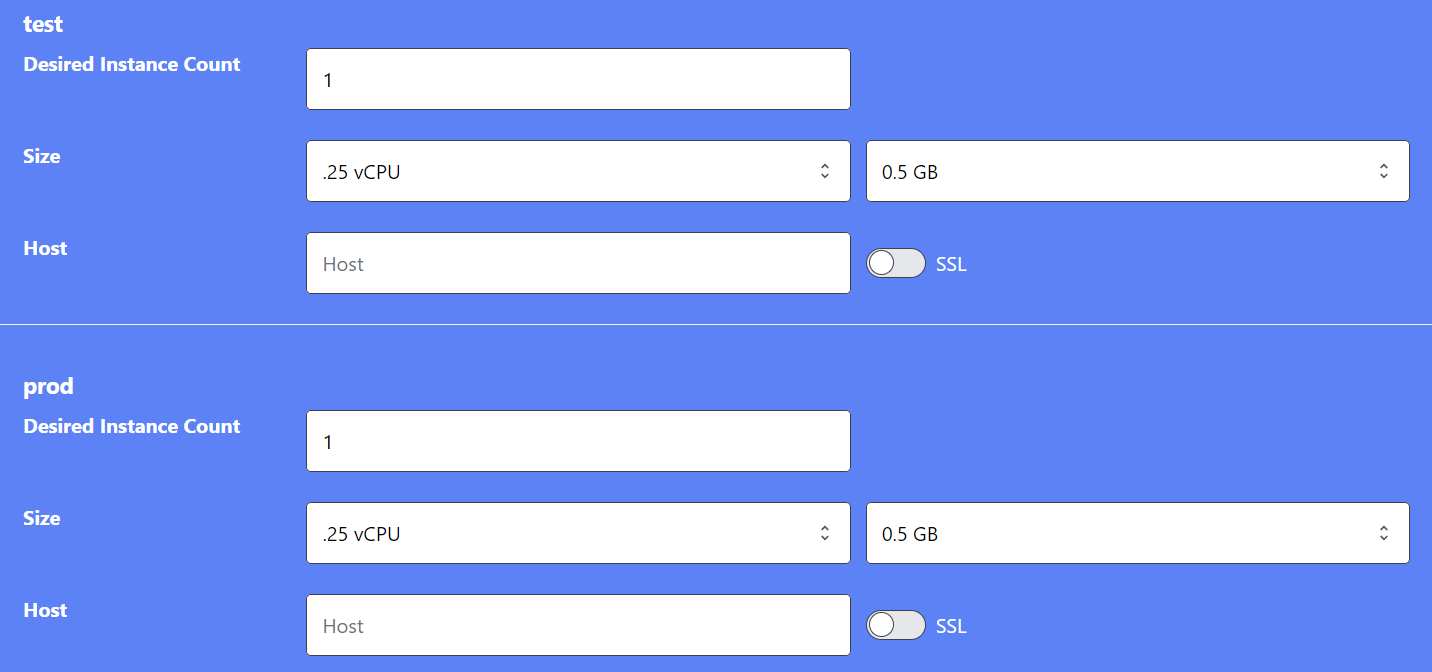 test
Desired Instance Count
1
Size
.25 vCPU
0.5 GB
Host
Host
SSL
prod
Desired Instance Count
1
Size
.25 vCPU
0.5 GB
Host
Host
SSL